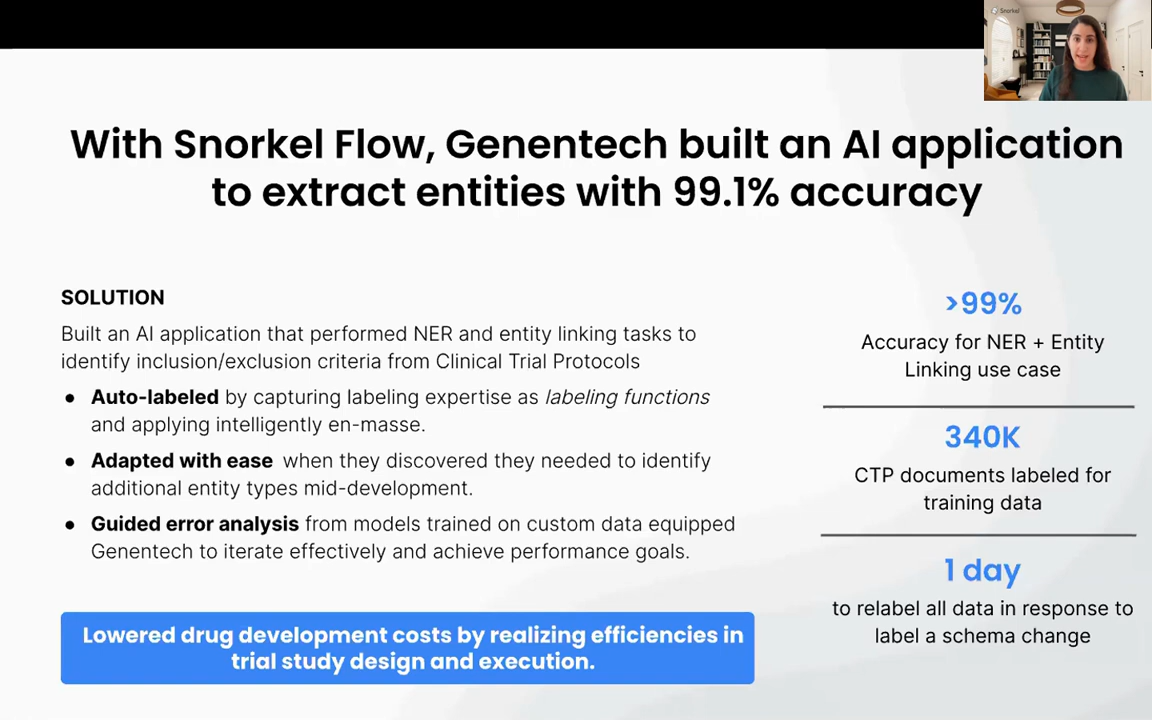 Snorkel
With Snorkel Flow, Genentech built an AI application
to extract entities with 99.1% accuracy
SOLUTION
Built an AI application that performed NER and entity linking tasks to
identify inclusion/exclusion criteria from Clinical Trial Protocols
● Auto-labeled by capturing labeling expertise as labeling functions
and applying intelligently en-masse.
● Adapted with ease when they discovered they needed to identify
additional entity types mid-development.
● Guided error analysis from models trained on custom data equipped
Genentech to iterate effectively and achieve performance goals.
Lowered drug development costs by realizing efficiencies in
trial study design and execution.
>99%
Accuracy for NER + Entity
Linking use case
340K
CTP documents labeled for
training data
1 day
to relabel all data in response to
label a schema change